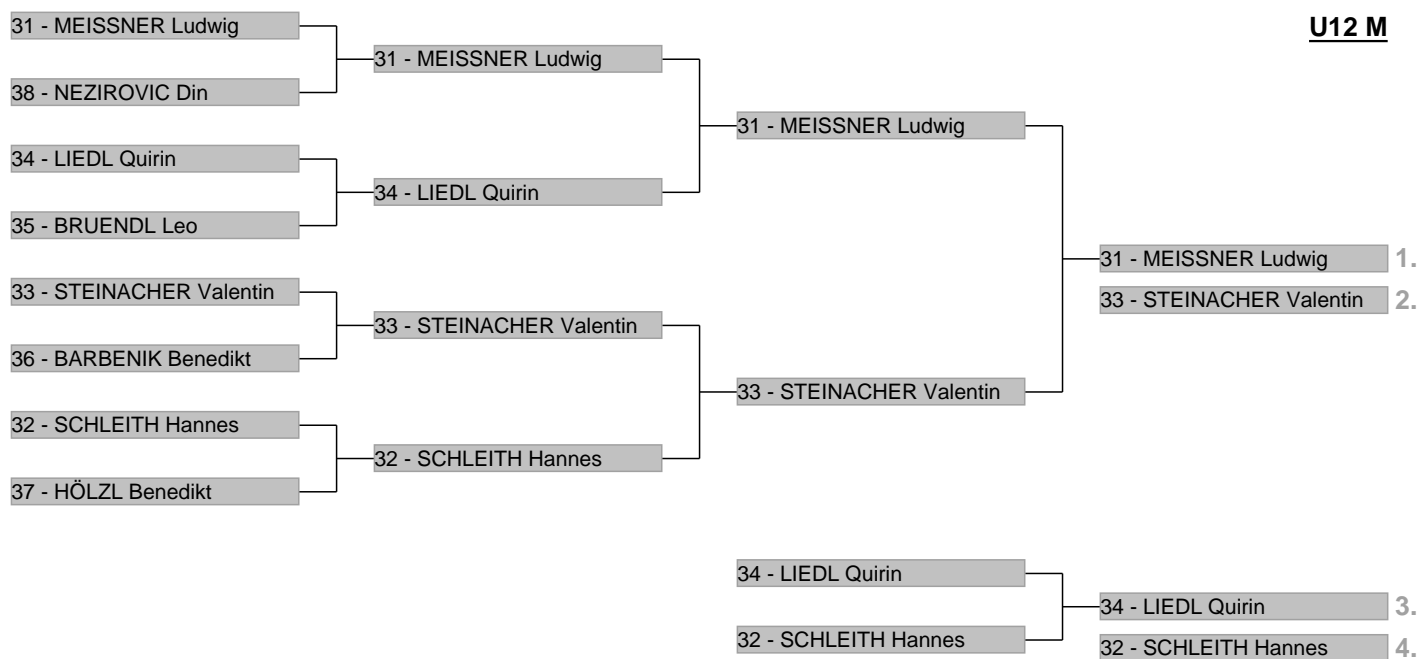 U12 M
31 - MEISSNER Ludwig
38 - NEZIROVIC Din
34 - LIEDL Quirin
35 - BRUENDL Leo
33 - STEINACHER Valentin
36 - BARBENIK Benedikt
32 - SCHLEITH Hannes
37 - HÖLZL Benedikt
31 - MEISSNER Ludwig
34 - LIEDL Quirin
33 - STEINACHER Valentin
32 - SCHLEITH Hannes
31 - MEISSNER Ludwig
33 - STEINACHER Valentin
31 - MEISSNER Ludwig 1.
33 - STEINACHER Valentin 2.
34 - LIEDL Quirin
32 - SCHLEITH Hannes
34 - LIEDL Quirin 3.
32 - SCHLEITH Hannes 4.